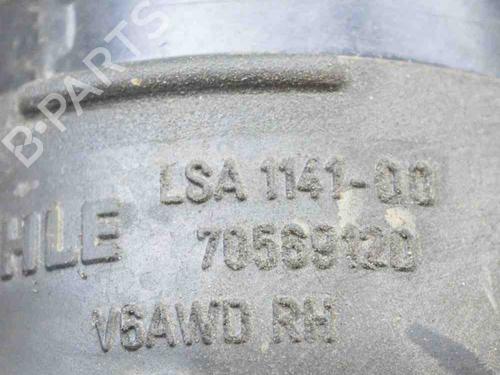 B-PARTS
LSA 1141-00
HLE 70569120
V6AWD RH